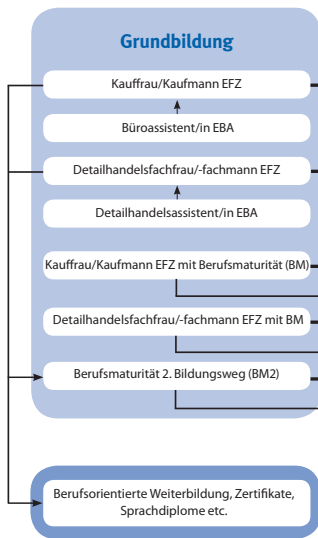 Grundbildung
Kauffrau/Kaufmann EFZ
Büroassistent/in EBA
Detailhandelsfachfrau/-fachmann EFZ
Detailhandelsassistent/in EBA
Kauffrau/Kaufmann EFZ mit Berufsmaturität (BM)
Detailhandelsfachfrau/-fachmann EFZ mit BM
Berufsmaturität 2. Bildungsweg (BM2)
Berufsorientierte Weiterbildung, Zertifikate,
Sprachdiplome etc.